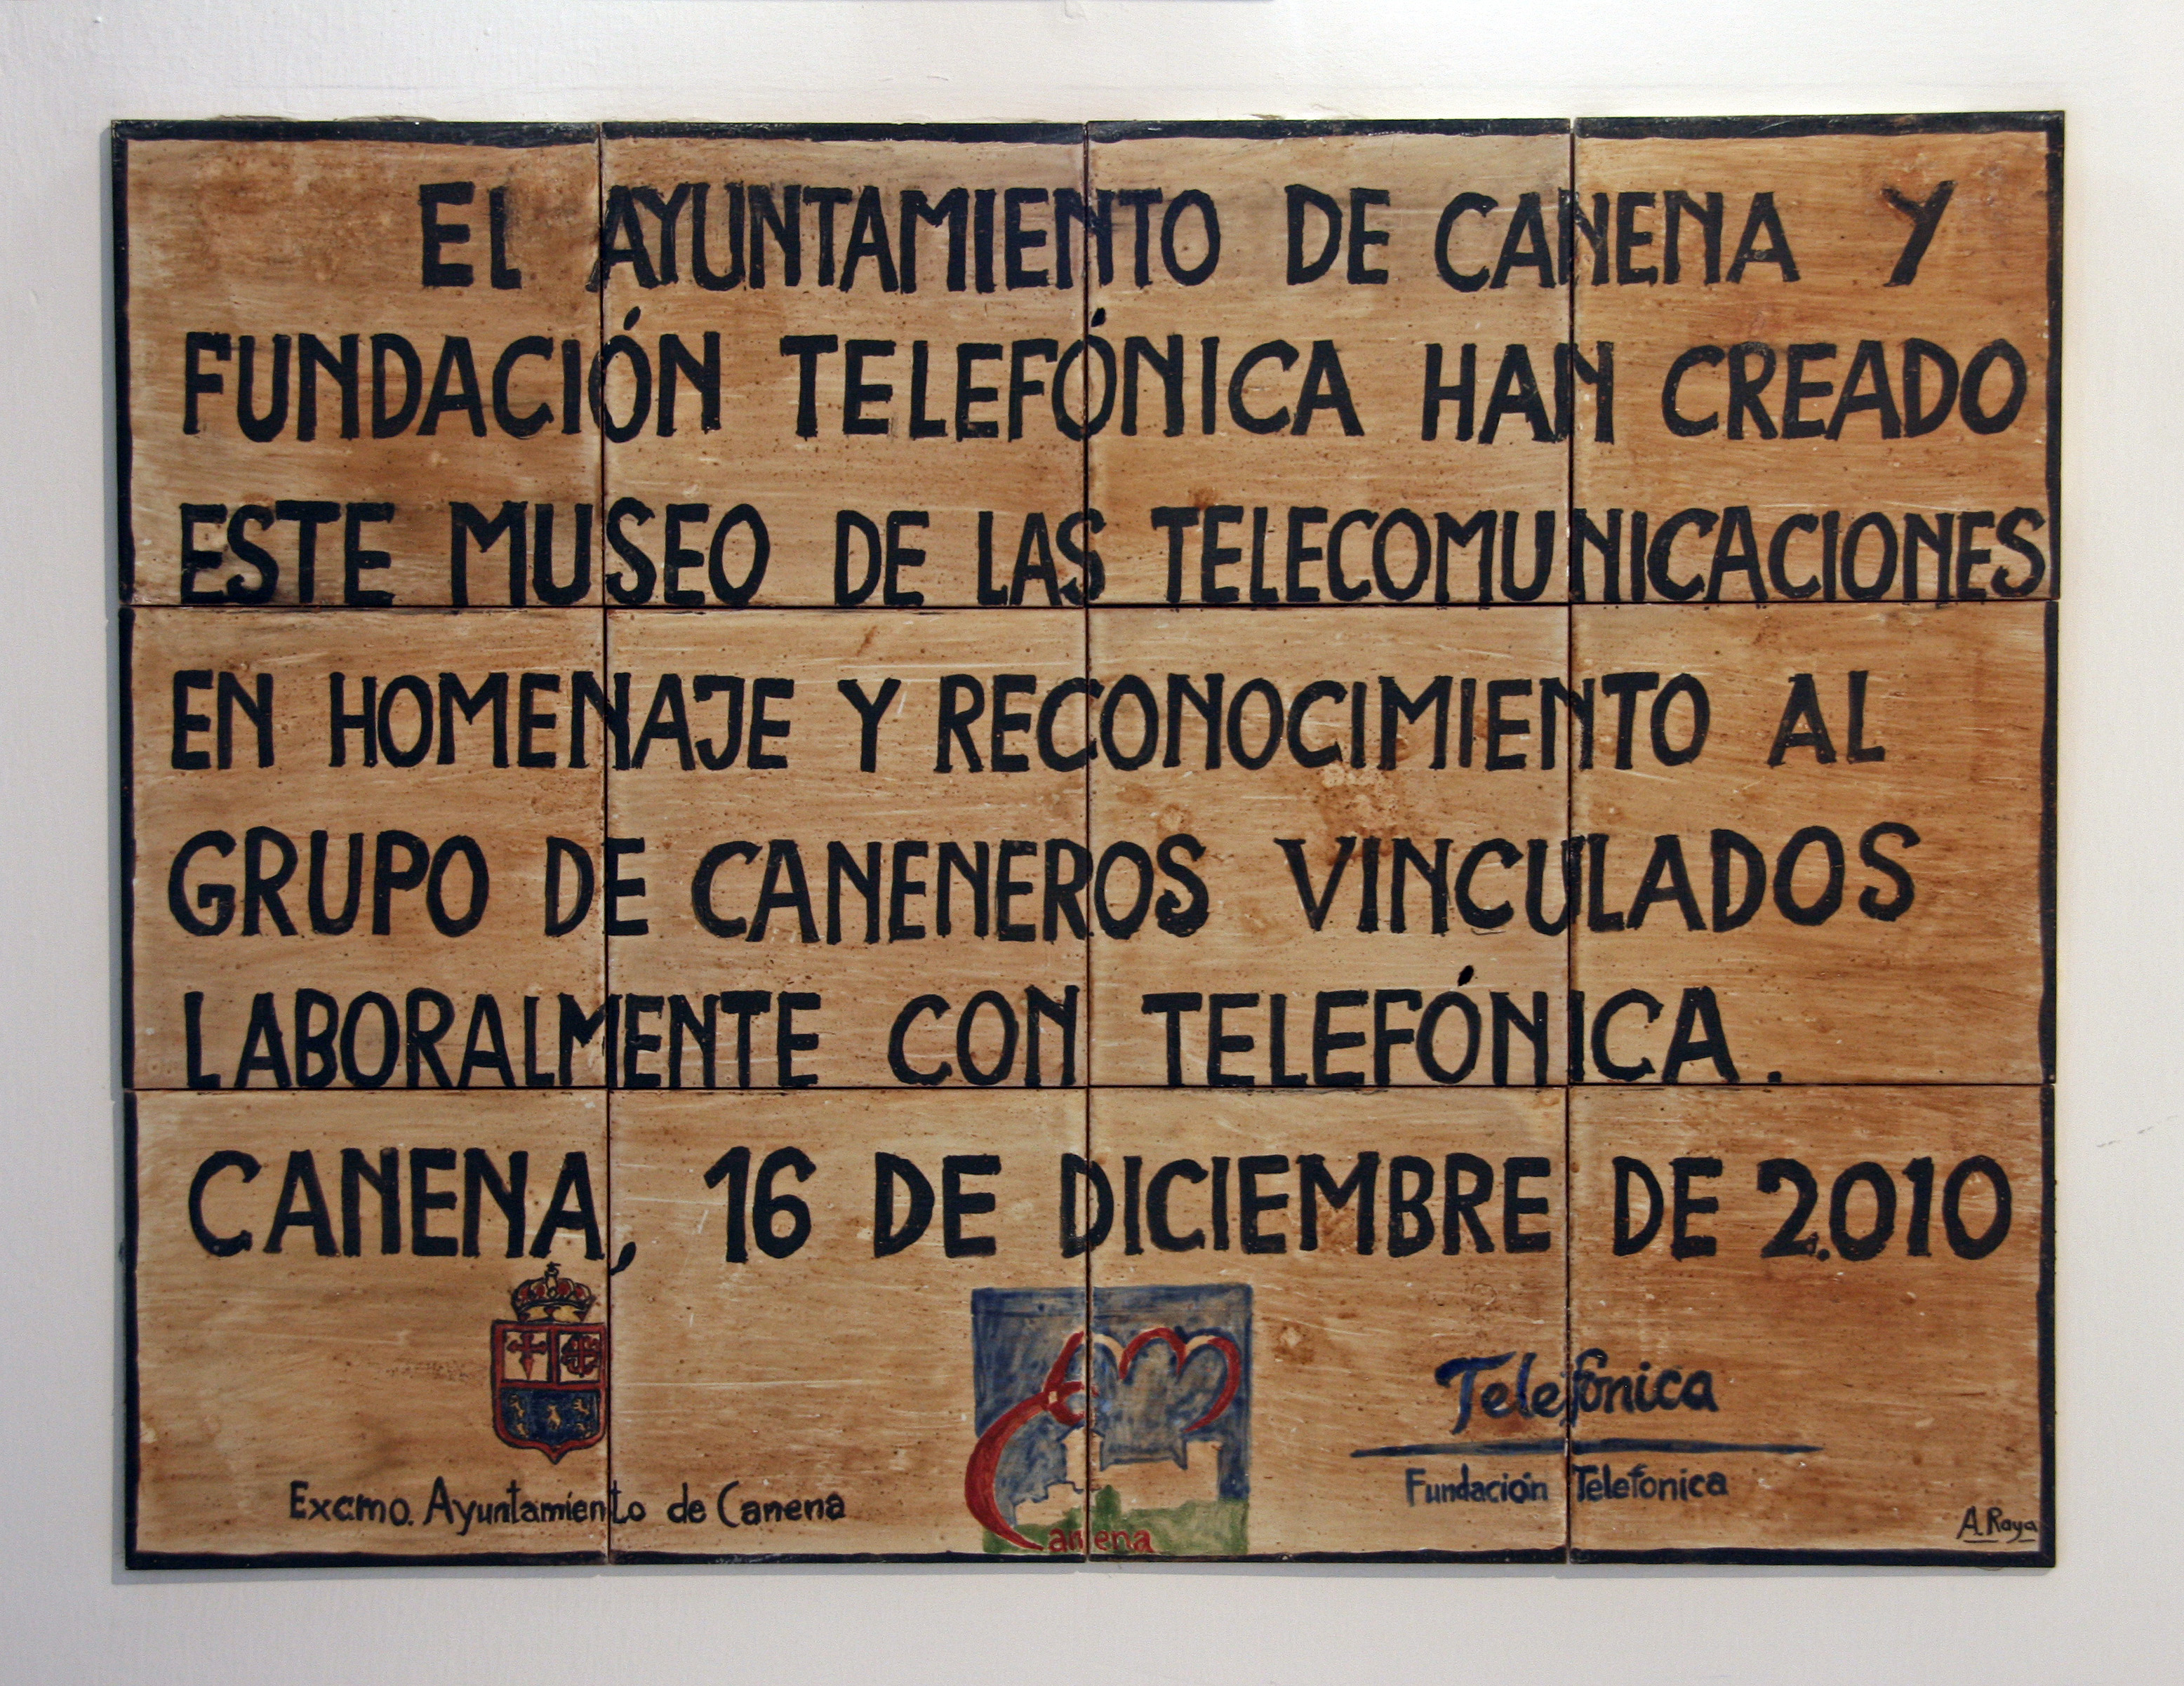 El AYUNTAMIENTO DE CANENA Y
FUNDACIÓN TELEFÓNICA HAN CREADO
ESTE MUSEO DE LAS TELECOMUNICACIONES
EN HOMENAJE Y RECONOCIMIENTO AL
GRUPO DE CANENEROS VINCULADOS
LABORALMENTE CON TELEFÓNICA.
CANENA, 16 DE DICIEMBRE DE 2.010
Excmo. Ayuntamiento de Canena
Canena
Telefónica
Fundación Telefonica
A. Raya